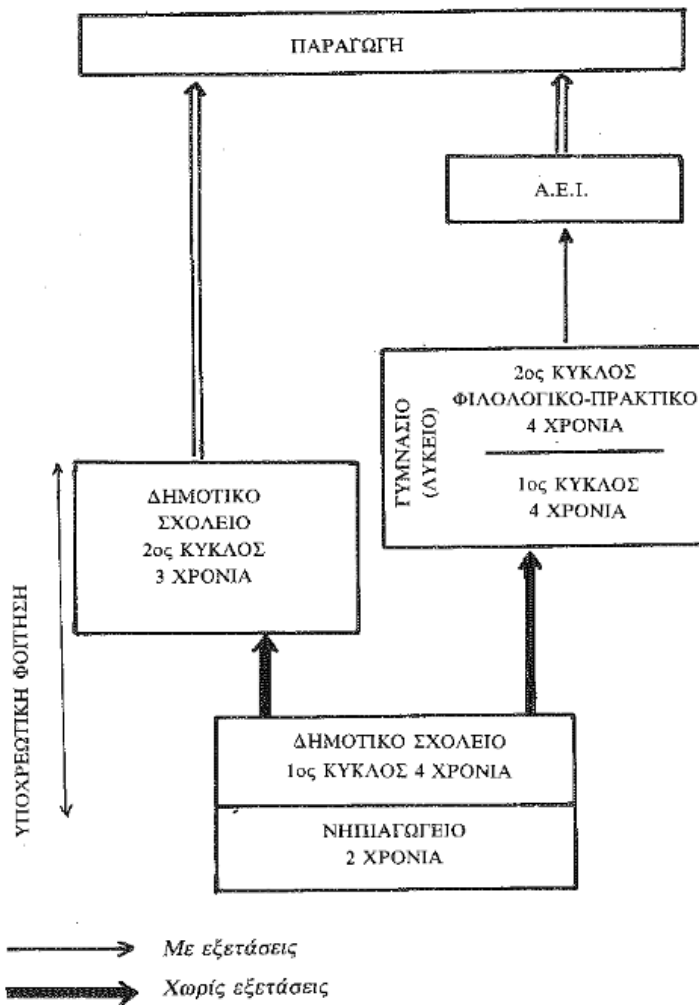 ΠΑΡΑΓΩΓΗ
Α.Ε.Ι.
2ος ΚΥΚΛΟΣ
ΦΙΛΟΛΟΓΙΚΟ-ΠΡΑΚΤΙΚΟ
4 ΧΡΟΝΙΑ
1ος ΚΥΚΛΟΣ
4 ΧΡΟΝΙΑ
ΓΥΜΝΑΣΙΟ
(ΛΥΚΕΙΟ)
ΔΗΜΟΤΙΚΟ
ΣΧΟΛΕΙΟ
2ος ΚΥΚΛΟΣ
3 ΧΡΟΝΙΑ
ΥΠΟΧΡΕΩΤΙΚΗ ΦΟΙΤΗΣΗ
ΔΗΜΟΤΙΚΟ ΣΧΟΛΕΙΟ
1ος ΚΥΚΛΟΣ 4 ΧΡΟΝΙΑ
ΝΗΠΙΑΓΩΓΕΙΟ
2 ΧΡΟΝΙΑ
Με εξετάσεις
Χωρίς εξετάσεις